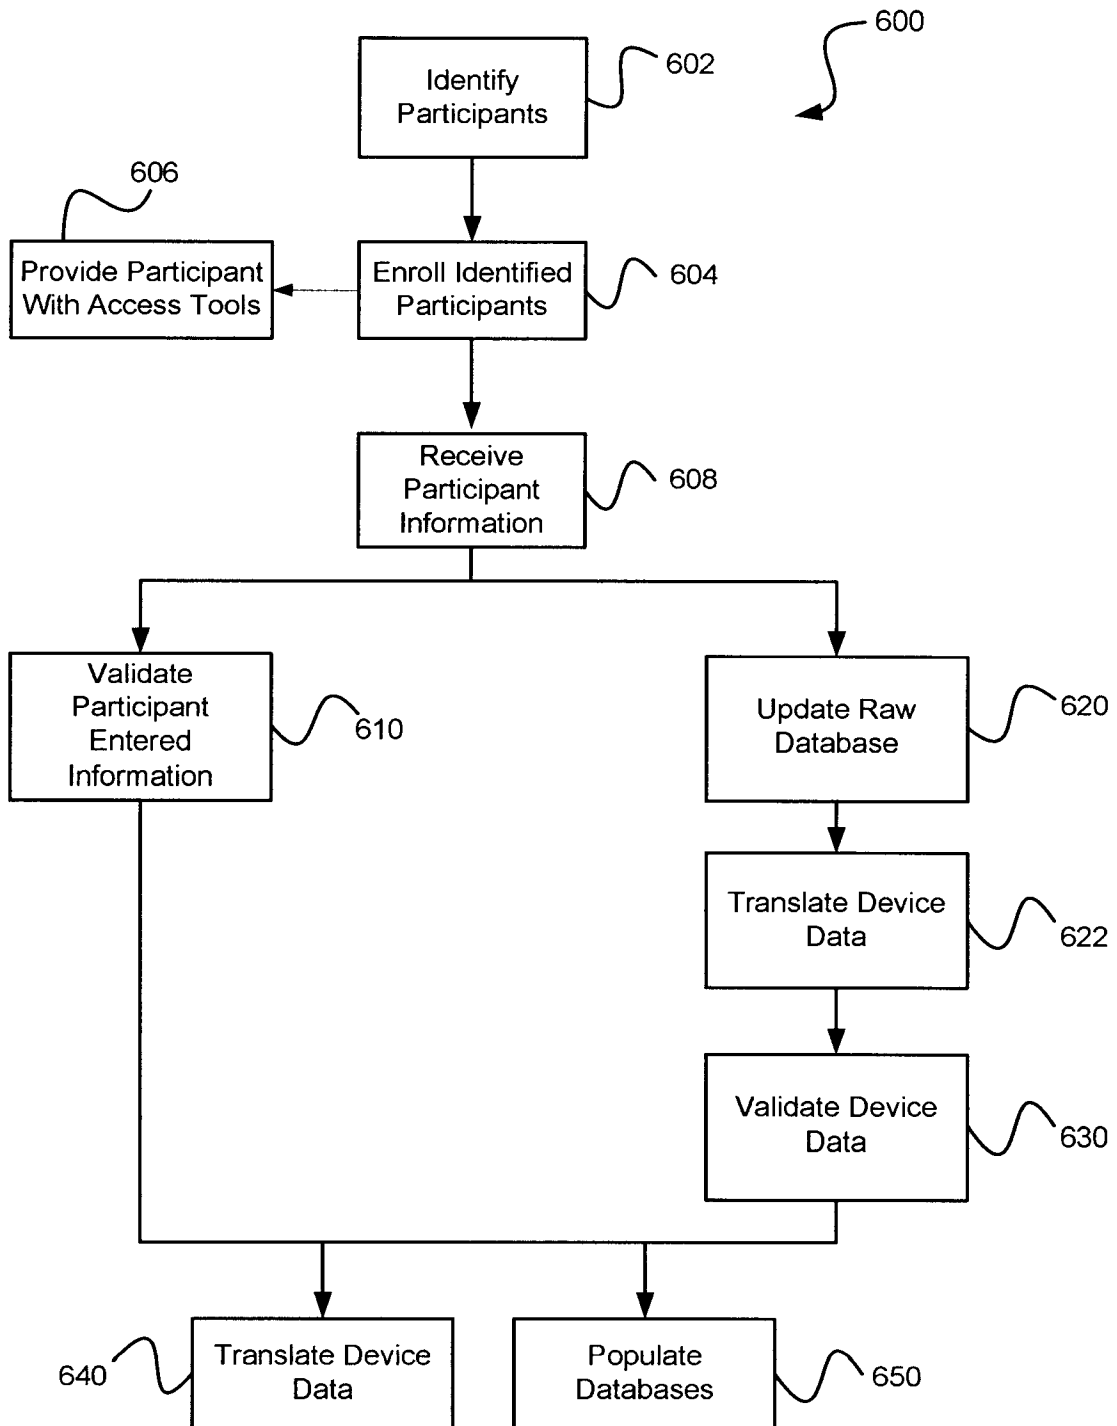 600
Identify
Participants
602
606
Provide Participant
With Access Tools
Enroll Identified
Participants
604
Receive
Participant
Information
608
Validate
Participant
Entered
Information
610
Update Raw
Database
620
Translate Device
Data
622
Validate Device
Data
630
640
Translate Device
Data
Populate
Databases
650